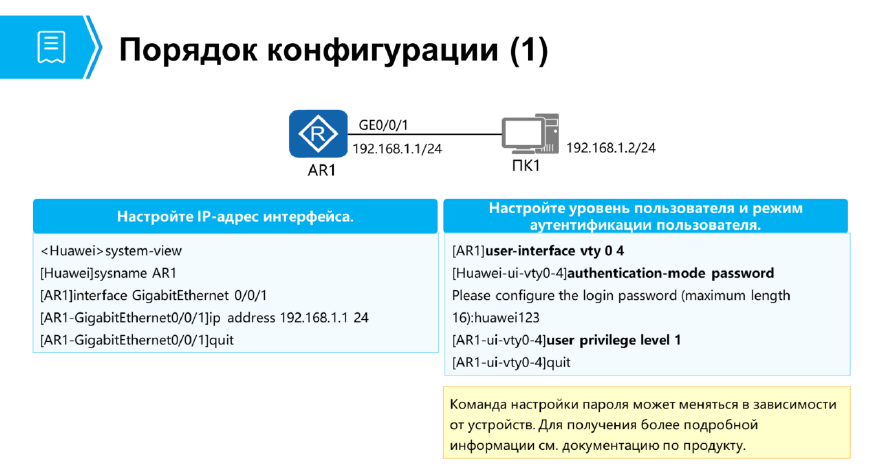 Порядок конфигурации (1)
R
GE0/0/1
192.168.1.1/24
192.168.1.2/24
AR1
ПК1
Настройте IP-адрес интерфейса.
<Huawei>system-view
[Huawei]sysname AR1
[AR1]interface GigabitEthernet 0/0/1
[AR1-GigabitEthernet0/0/1]ip address 192.168.1.1 24
[AR1-GigabitEthernet0/0/1]quit
Настройте уровень пользователя и режим
аутентификации пользователя.
[AR1]user-interface vty 0 4
[Huawei-ui-vty0-4]authentication-mode password
Please configure the login password (maximum length
16):huawei123
[AR1-ui-vty0-4]user privilege level 1
[AR1-ui-vty0-4]quit
Команда настройки пароля может меняться в зависимости
от устройств. Для получения более подробной
информации см. документацию по продукту.